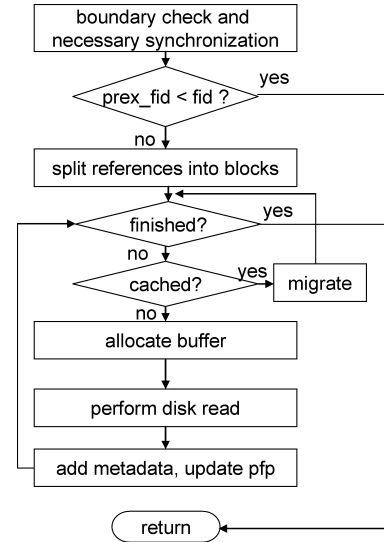 boundary check and
necessary synchronization
yes
prex_fid < fid ?
no
split references into blocks
yes
finished?
no
yes
cached?
migrate
no
allocate buffer
perform disk read
add metadata, update pfp
return